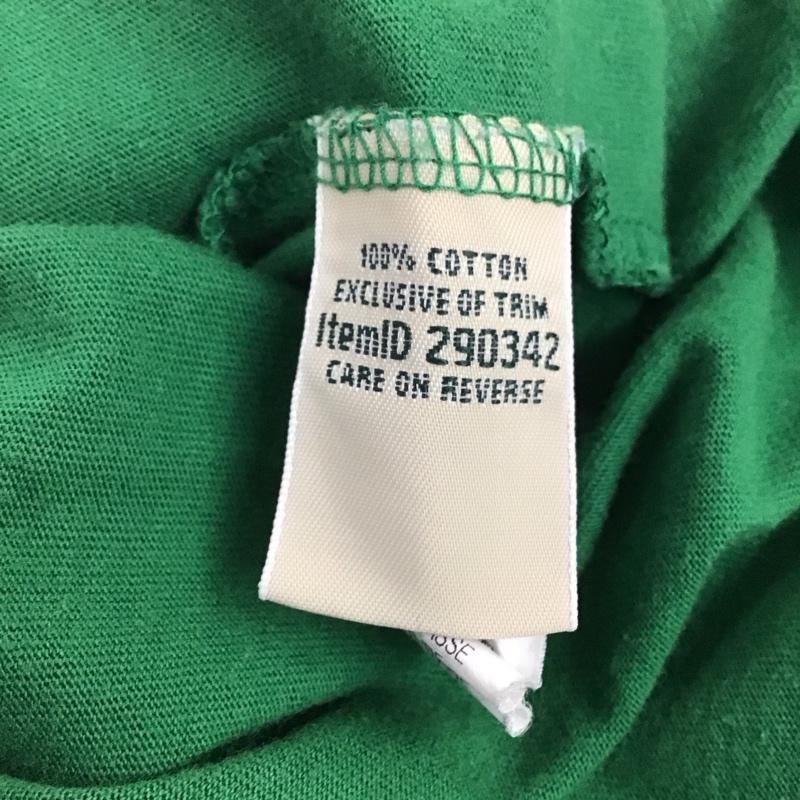 100% COTTON
EXCLUSIVE OF TRIM
ItemID 290342
CARE ON REVERSE